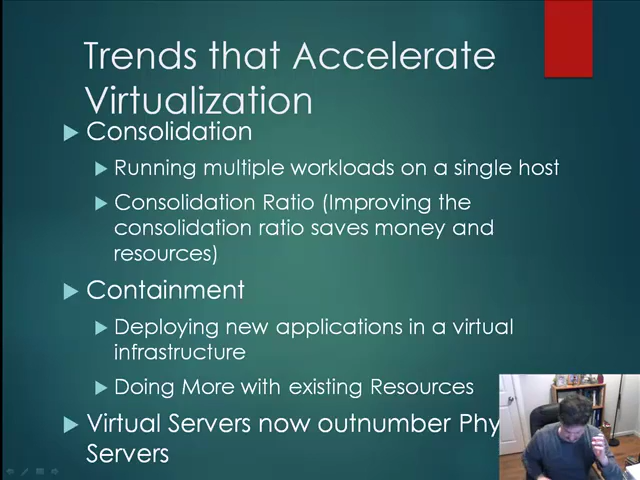 Trends that Accelerate
Virtualization
Consolidation
Running multiple workloads on a single host
Consolidation Ratio (Improving the
consolidation ratio saves money and
resources)
Containment
Deploying new applications in a virtual
infrastructure
Doing More with existing Resources
Virtual Servers now outnumber
Servers